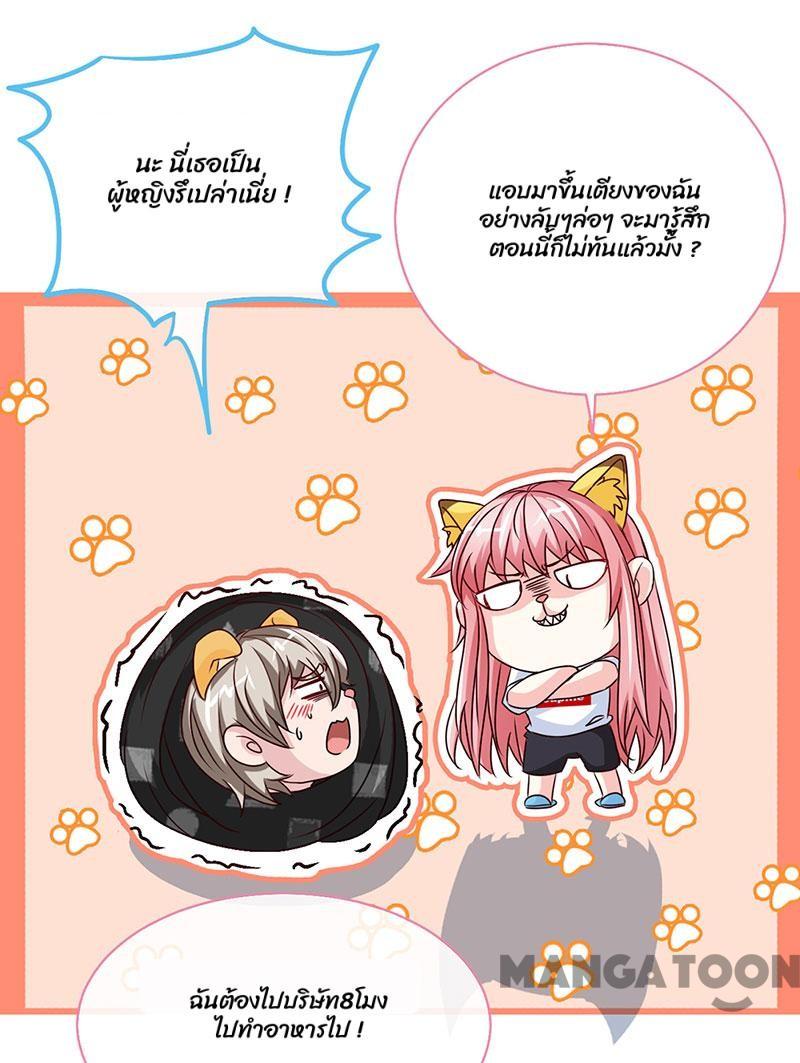 นะ นี่เธอเป็น
ผู้หญิงรึเปล่าเนี่ย !
แอบมาขึ้นเตียงของฉัน
อย่างลับๆล่อๆ จะมารู้สึก
ตอนนี้ก็ไม่ทันแล้วมั้ง ?
ฉันต้องไปบริษัท8โมง
ไปทำอาหารไป !
MANGATOON